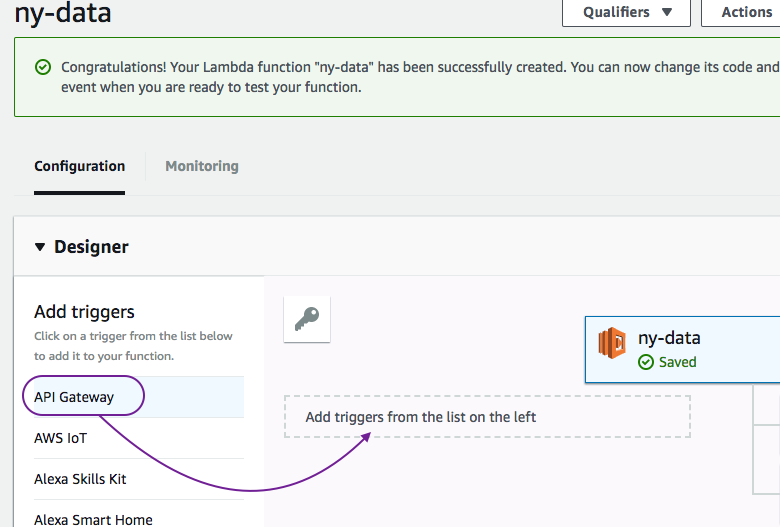 ny-data
Qualifiers
Actions
Congratulations! Your Lambda function "ny-data" has been successfully created. You can now change its code and
event when you are ready to test your function.
Configuration
Monitoring
Designer
Add triggers
Click on a trigger from the list below
to add it to your function.
API Gateway
AWS IoT
Alexa Skills Kit
Alexa Smart Home
Add triggers from the list on the left
ny-data
Saved